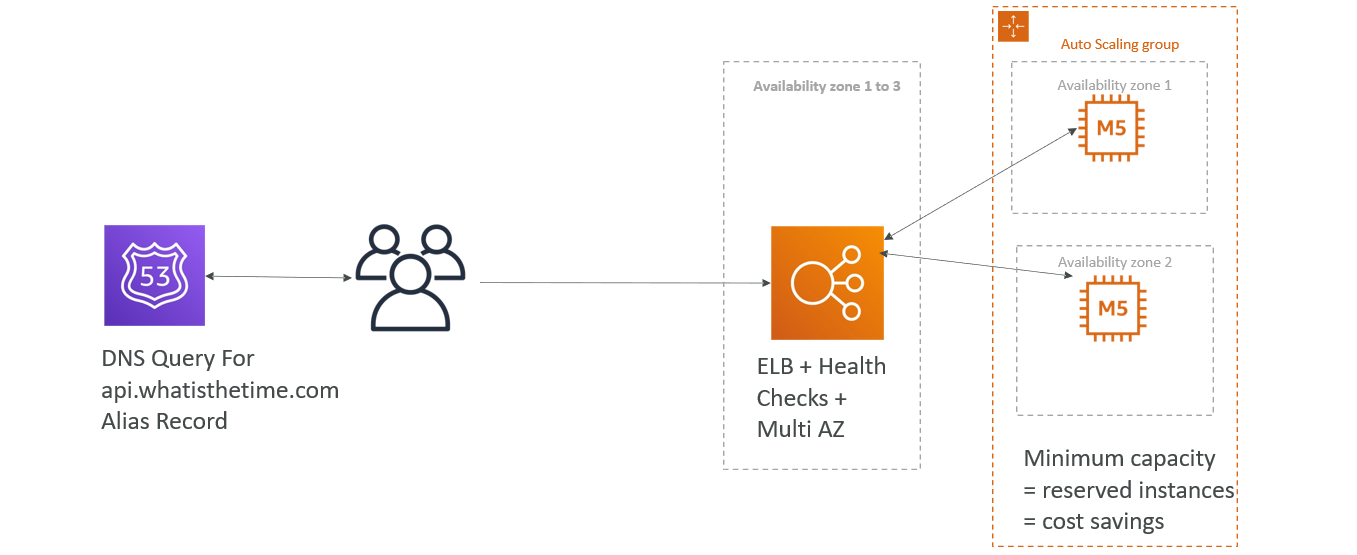 Auto Scaling group
Availability zone 1 to 3
Availability zone 1
M5
53
Availability zone 2
M5
DNS Query For
api.whatisthetime.com
Alias Record
ELB + Health
Checks +
Multi AZ
Minimum capacity
= reserved instances
= cost savings